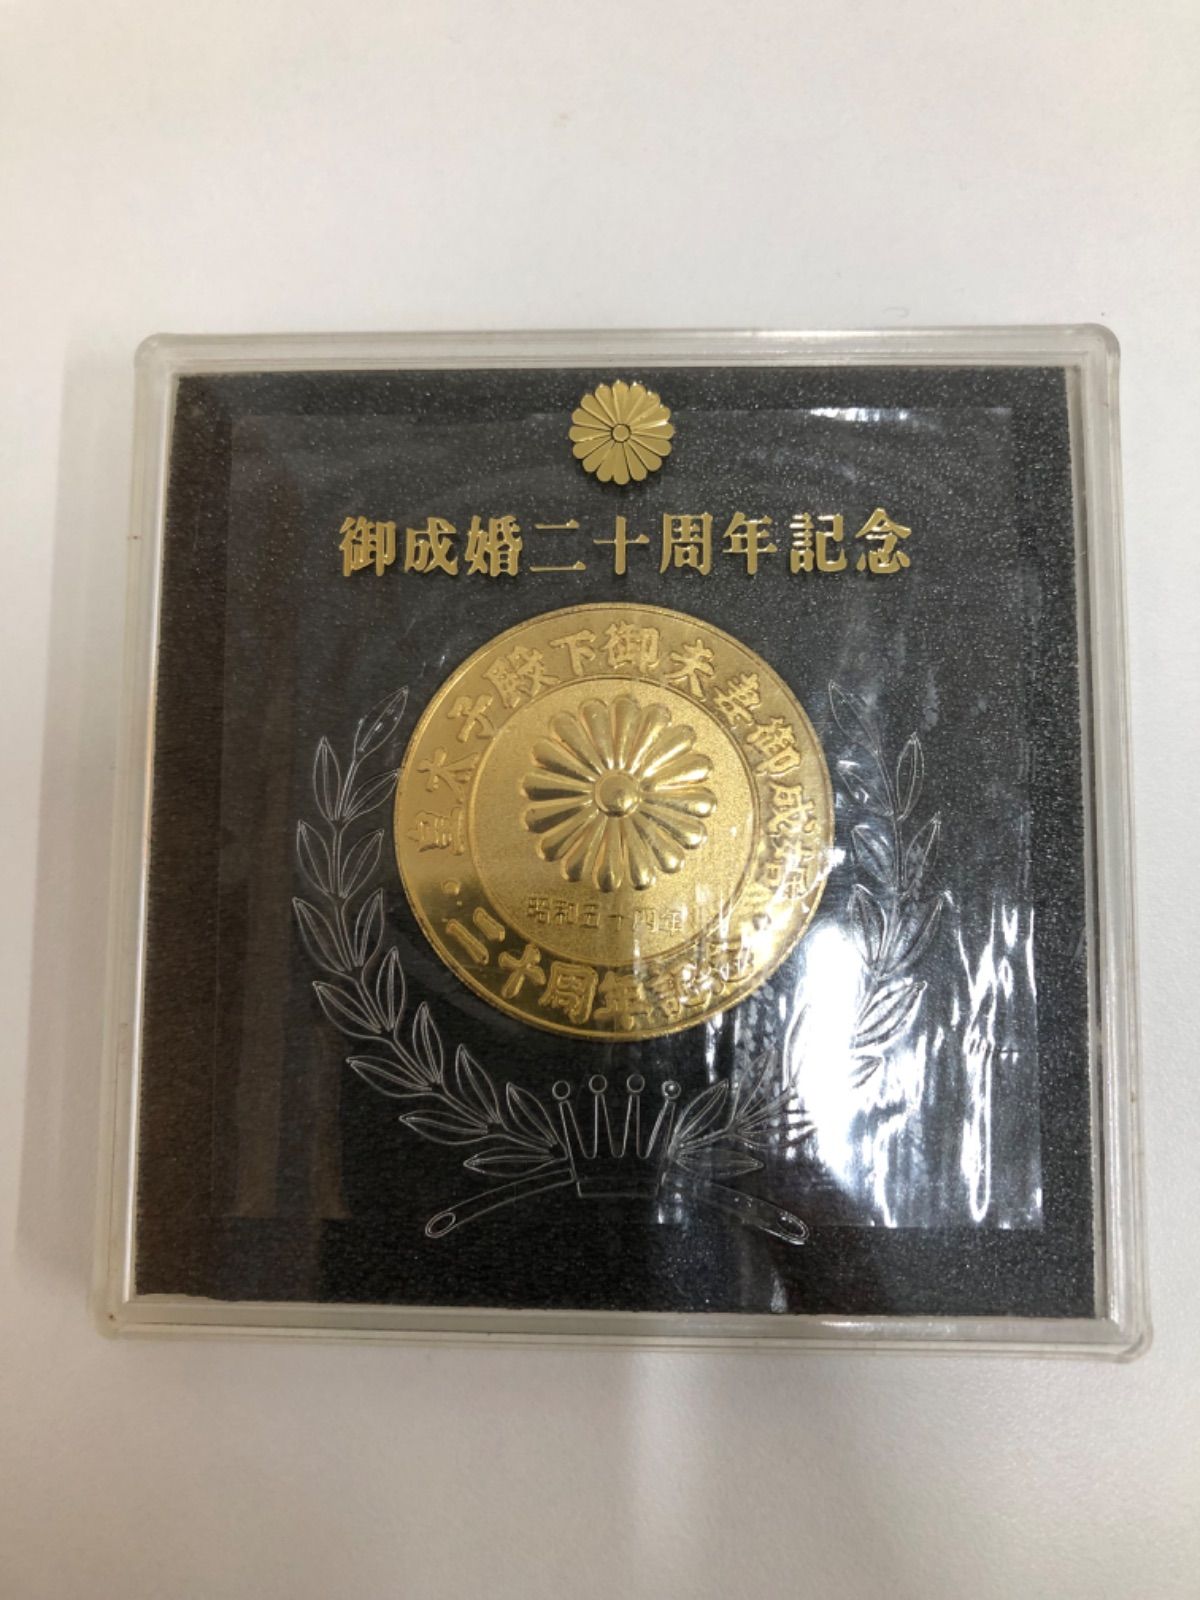 御成婚二十周年記念
皇太子殿下御夫妻御成婚
昭和五十四年
二十周年記念